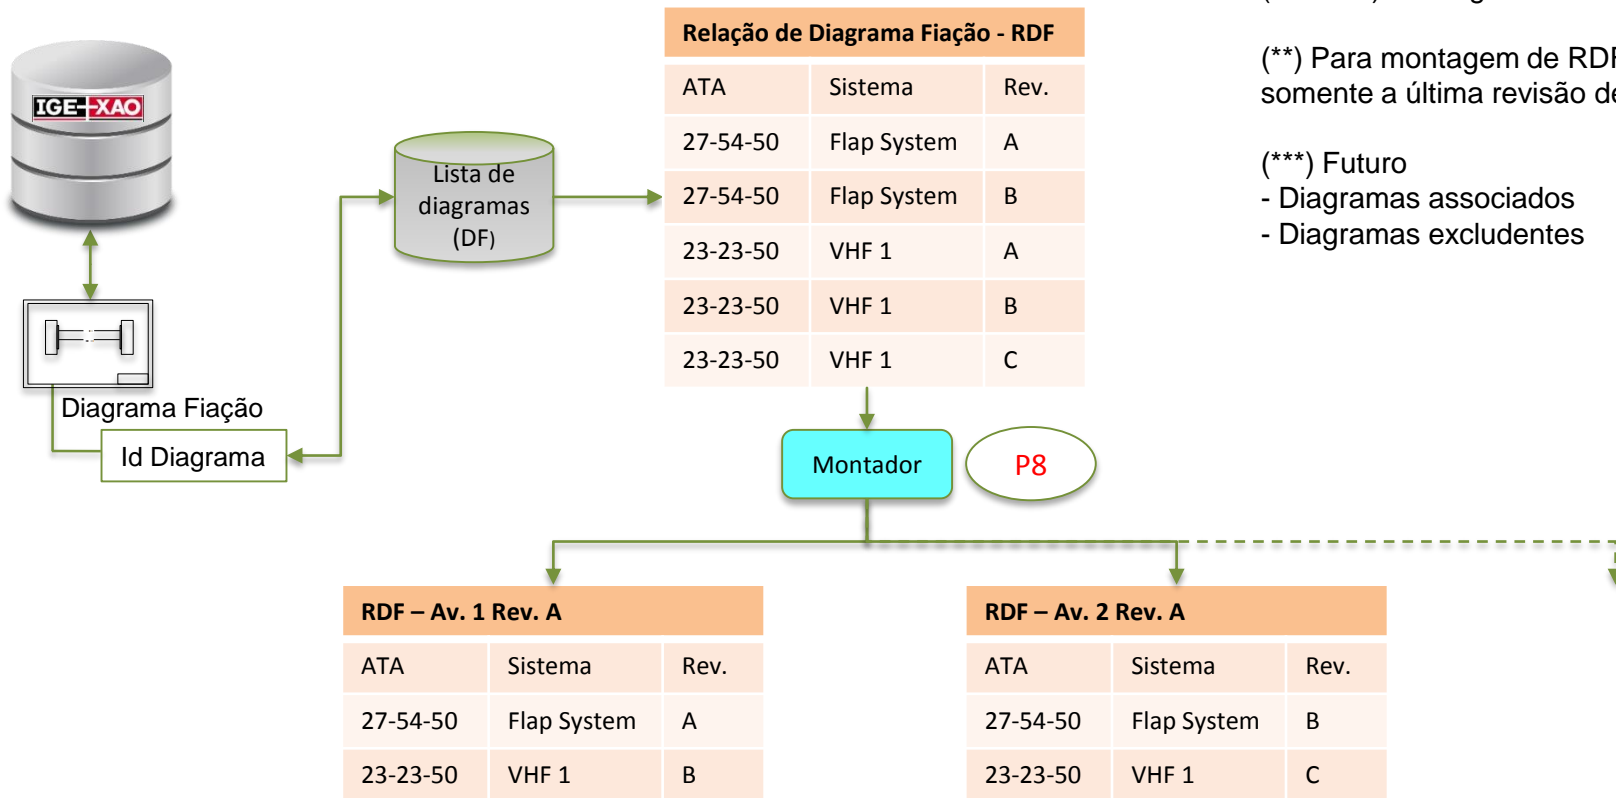 (**) Para montagem de RDF
somente a última revisão de
(***) Futuro
- Diagramas associados
- Diagramas excludentes
IGE+XAO
Lista de
diagramas
(DF)
Diagrama Fiação
Id Diagrama
Relação de Diagrama Fiação - RDF
ATA Sistema Rev.
27-54-50 Flap System A
27-54-50 Flap System B
23-23-50 VHF 1 A
23-23-50 VHF 1 B
23-23-50 VHF 1 C
Montador
P8
RDF – Av. 1 Rev. A
ATA Sistema Rev.
27-54-50 Flap System A
23-23-50 VHF 1 B
RDF – Av. 2 Rev. A
ATA Sistema Rev.
27-54-50 Flap System B
23-23-50 VHF 1 C